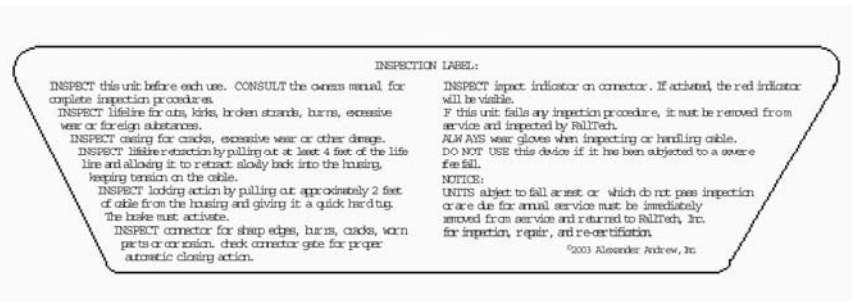 INSPECTION LABEL:
INSPECT this unit before each use. CONSULT the owners manual for
complete inspection procedures.
INSPECT lifeline for cuts, kinks, broken strands, burns, excessive
wear or foreign substances.
INSPECT casing for cracks, excessive wear or other damage.
INSPECT lifeline retraction by pulling out at least 4 feet of the life
line and allowing it to retract slowly back into the housing,
keeping tension on the cable.
INSPECT locking action by pulling out approximately 2 feet
of cable from the housing and giving it a quick hard tug.
The brake must activate.
INSPECT connector for sharp edges, burrs, cracks, worn
parts or corrosion. check connector gate for proper
automatic closing action.
INSPECT impact indicator on connector. If activated, the red indicator
will be visible.
IF this unit fails any inspection procedure, it must be removed from
service and inspected by FallTech.
ALWAYS wear gloves when inspecting or handling cable.
DO NOT USE this device if it has been subjected to a severe
free fall.
NOTICE:
UNITS subject to fall arrest or which do not pass inspection
or are due for annual service must be immediately
removed from service and returned to FallTech, Inc.
for inspection, repair, and re-certification.
©2003 Alexander Andrew, Inc.